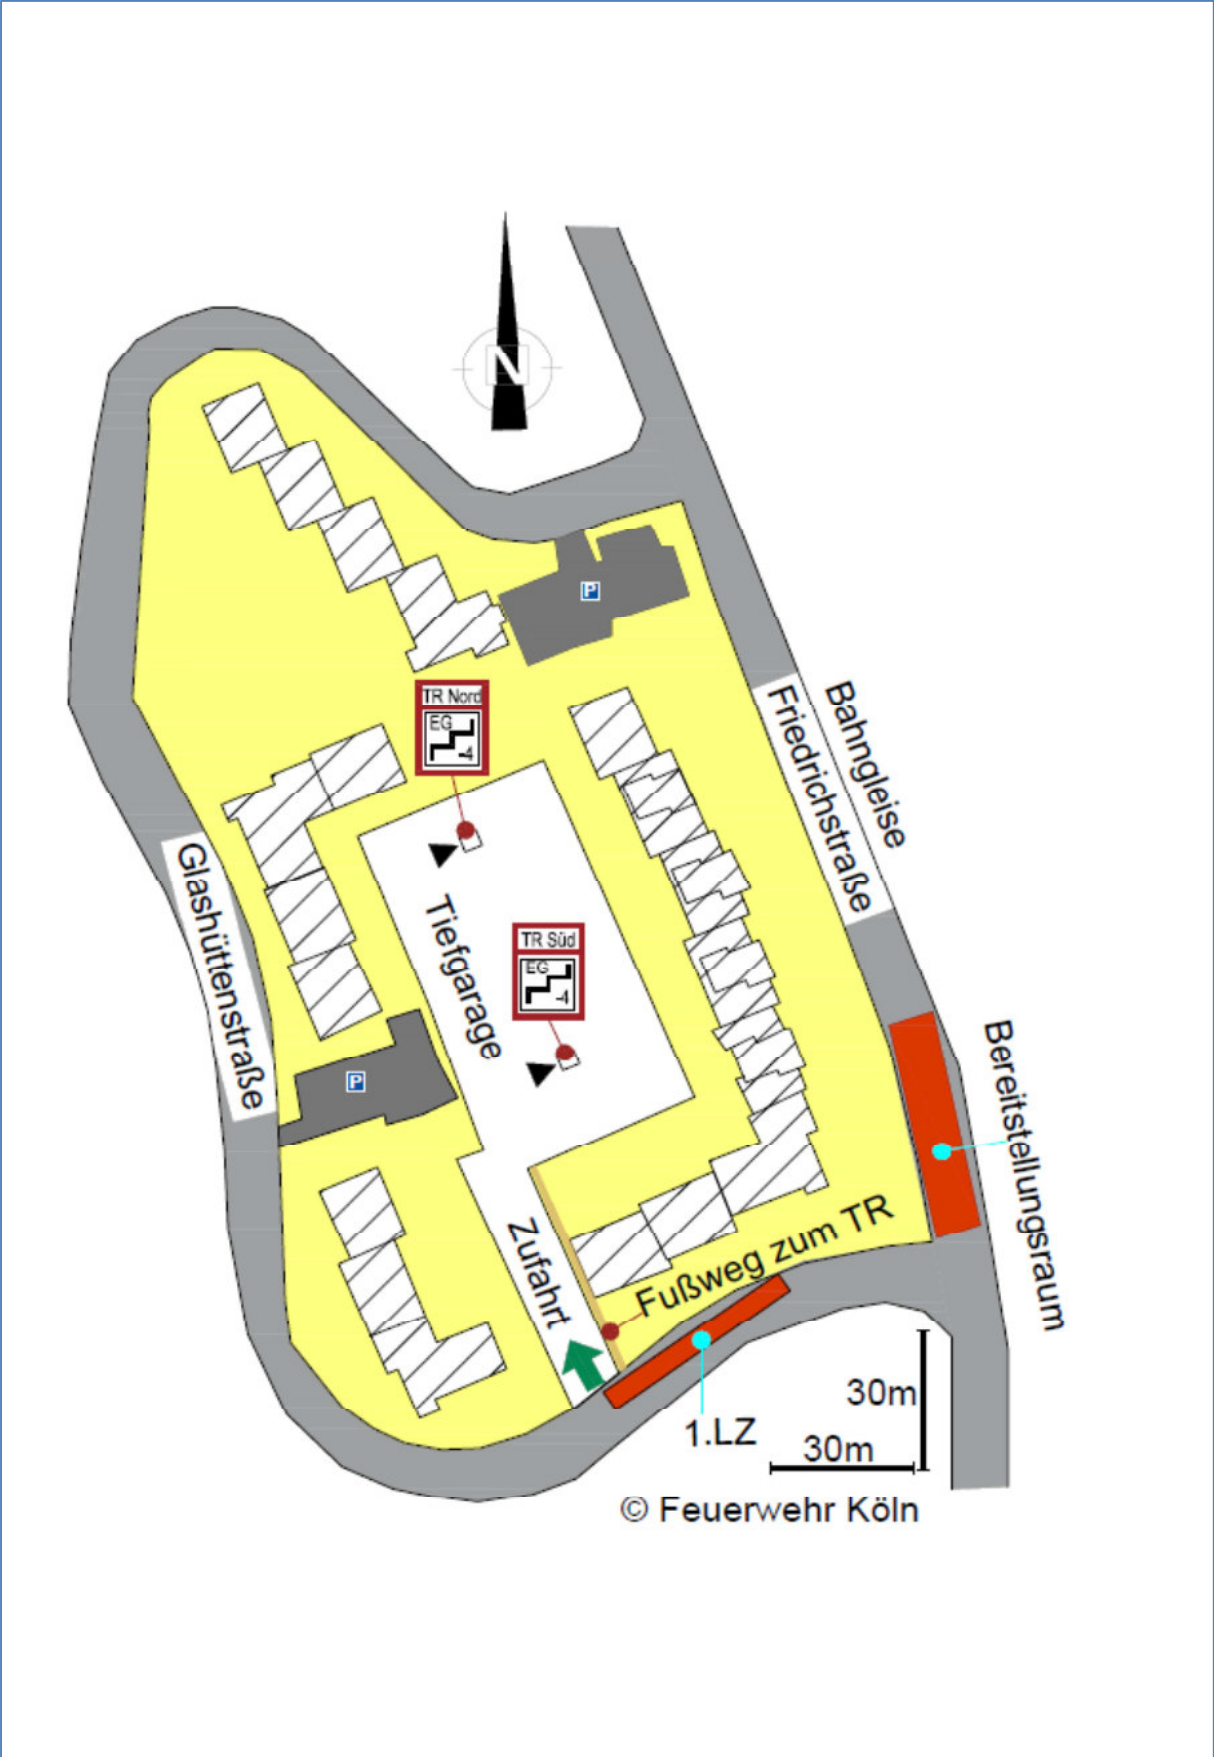 N
P
TR Nord
EG
-4
Bahngleise
Friedrichstraße
Glashüttenstraße
Tiefgarage
TR Süd
EG
-4
P
Bereitstellungsraum
Zufahrt
Fußweg zum TR
1.LZ
30m
30m
© Feuerwehr Köln